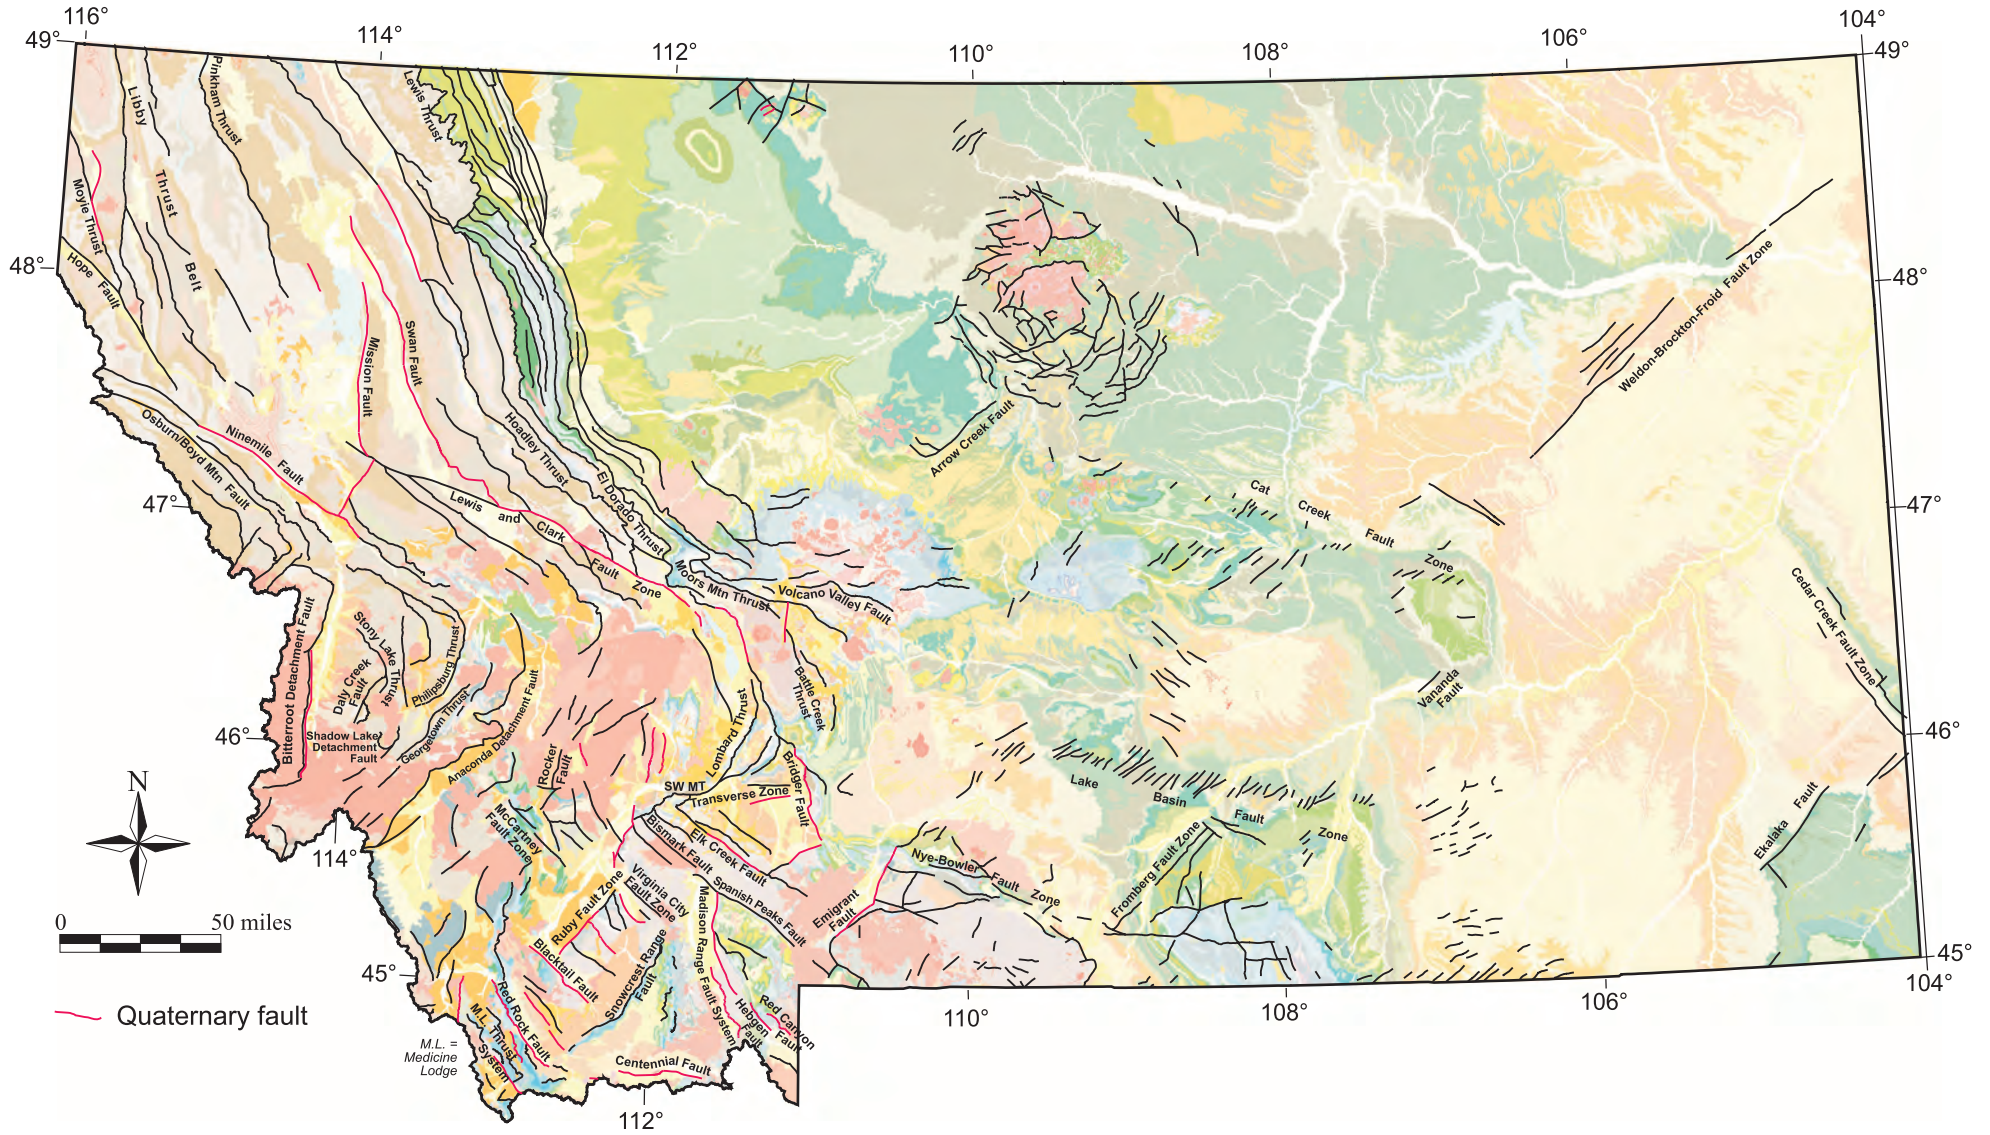 116°
114°
112°
110°
108°
106°
104°
49°
49°
Libby
Thrust
Belt
Pinkham Thrust
Lewis Thrust
Moyie Thrust
Hope
Fault
48°
48°
Mission Fault
Swan Fault
Weldon-Brockton-Froid Fault Zone
Osburn/Boyd Mtn Fault
Ninemile Fault
Hoadley Thrust
El Dorado Thrust
Arrow Creek Fault
47°
47°
Lewis and Clark Fault Zone
Cat Creek Fault Zone
Moors Mtn Thrust
Volcano Valley Fault
Cedar Creek Fault Zone
Bitterroot Detachment Fault
Stony Lake Thrust
Daly Creek
Fault
Philipsburg Thrust
Georgetown Thrust
Shadow Lake
Detachment
Fault
Anaconda Detachment Fault
Battle Creek
Thrust
Vananda
Fault
46°
46°
Rocker
Fault
Lombard Thrust
Bridger Fault
SW MT
Transverse Zone
Lake Basin Fault Zone
McCartney
Fault Zone
Bismark Fault
Elk Creek Fault
Spanish Peaks Fault
Nye-Bowler Fault Zone
Fromberg Fault Zone
Ekalaka Fault
N
114°
0
50 miles
Virginia City
Fault Zone
Ruby Fault Zone
Emigrant
Fault
Blacktail Fault
Snowcrest Range
Fault
Madison Range Fault System
45°
45°
Red Rock Fault
M.L. Thrust
System
Hebgen
Fault
Red Canyon
Fault
Centennial Fault
Quaternary fault
M.L. =
Medicine
Lodge
112°
110°
108°
106°
104°